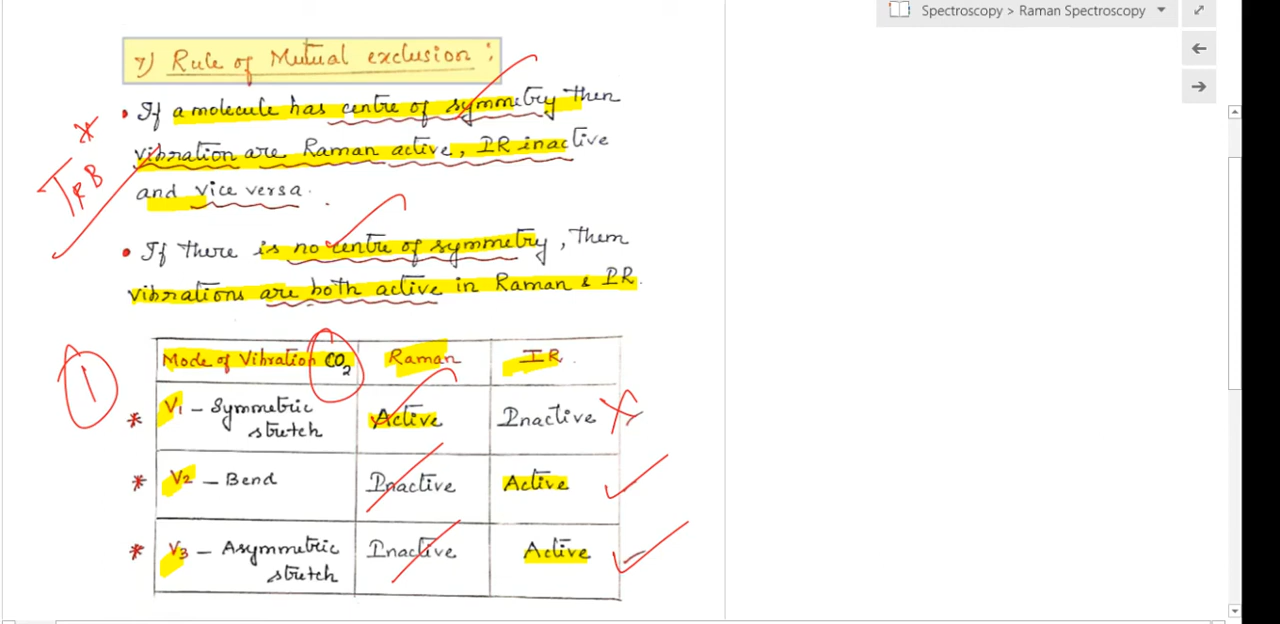 Spectroscopy > Raman Spectroscopy
7) Rule of Mutual exclusion :
• If a molecule has centre of symmetry then
vibration are Raman active, IR inactive
and vice versa.
TRB
• If there is no centre of symmetry, them
vibrations are both active in Raman & IR.
1
Mode of Vibration CO2 Raman IR
* V1 – Symmetric stretch Active Inactive
* V2 – Bend Inactive Active
* V3 – Asymmetric stretch Inactive Active